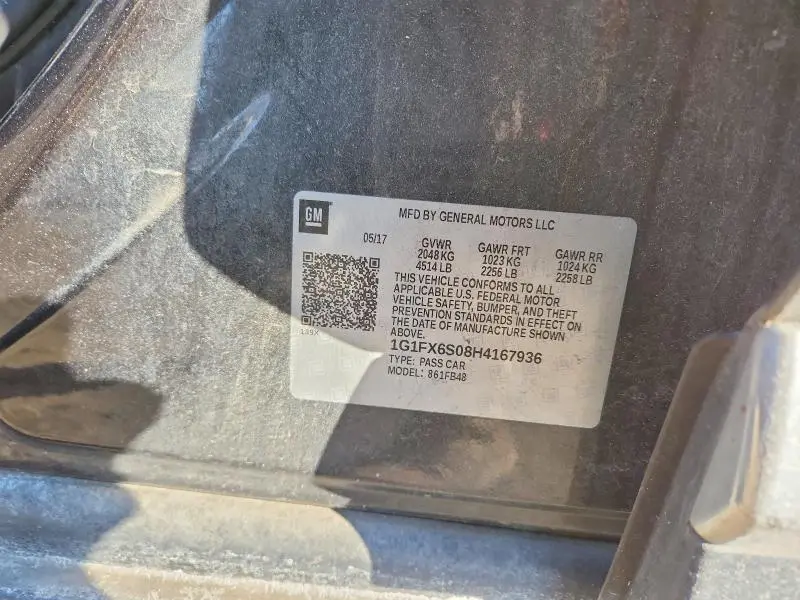 GM
MFD BY GENERAL MOTORS LLC
05/17
GVWR GAWR FRT GAWR RR
2048 KG 1023 KG 1024 KG
4514 LB 2256 LB 2258 LB
THIS VEHICLE CONFORMS TO ALL
APPLICABLE U.S. FEDERAL MOTOR
VEHICLE SAFETY, BUMPER, AND THEFT
PREVENTION STANDARDS IN EFFECT ON
THE DATE OF MANUFACTURE SHOWN
ABOVE.
139X
1G1FX6S08H4167936
TYPE: PASS CAR
MODEL: 861FB48